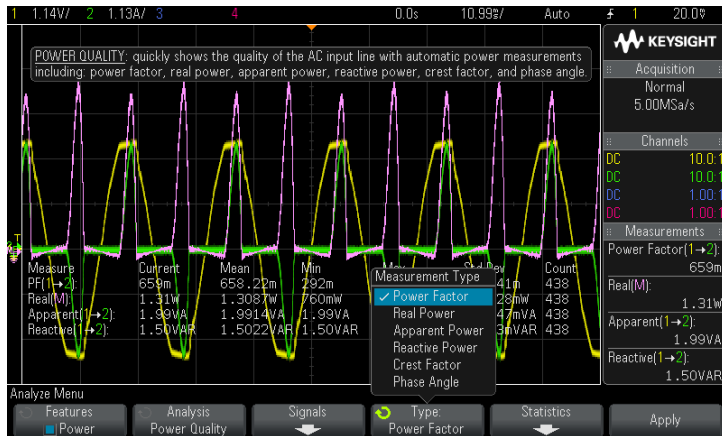 1 1.14V/ 2 1.13A/ 3 4 0.0s 10.99%/ Auto 1 20.0V
POWER QUALITY: quickly shows the quality of the AC input line with automatic power measurements
including: power factor, real power, apparent power, reactive power, crest factor, and phase angle.
KEYSIGHT
Acquisition
Normal
5.00MSa/s
Channels
DC 10.0:1
DC 10.0:1
DC 1.00:1
DC 1.00:1
Measurements
Power Factor(1→2):
659m
Real(M):
1.31W
Apparent(1→2):
1.99VA
Reactive(1→2):
1.50VAR
T
Measure Current Mean Min Count
PF(1→2): 659m 658.22m 292m 41m 438
Real(M): 1.31W 1.3087W 760mW 28mW 438
Apparent(1→2): 1.99VA 1.9914VA 1.99VA 47mVA 438
Reactive(1→2): 1.50VAR 1.5022VAR 1.50VAR 3mVAR 438
Measurement Type
Power Factor
Real Power
Apparent Power
Reactive Power
Crest Factor
Phase Angle
Analyze Menu
Features
Power
Analysis
Power Quality
Signals
Type:
Power Factor
Statistics
Apply